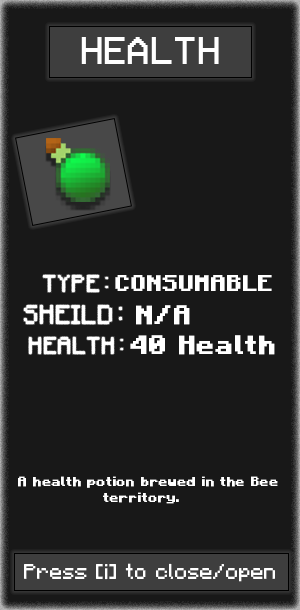 HEALTH
TYPE:CONSUMABLE
SHEILD: N/A
HEALTH:40 Health
A health potion brewed in the Bee
territory.
Press [i] to close/open